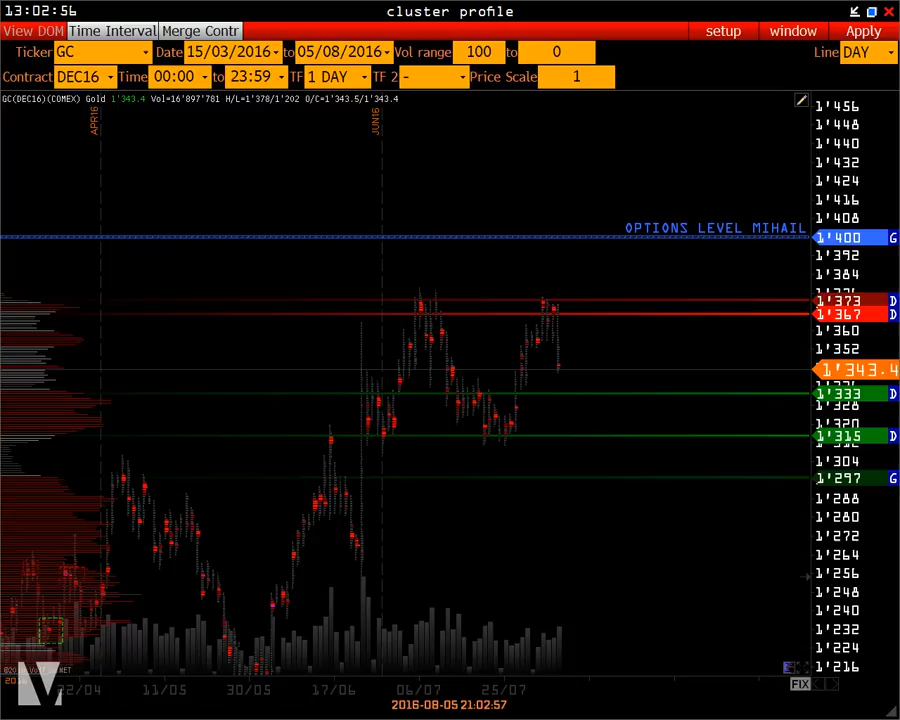 13:02:56 cluster profile
View DOM Time Interval Merge Contr setup window Apply
Ticker GC Date 15/03/2016 to 05/08/2016 Vol range 100 to 0 Line DAY
Contract DEC16 Time 00:00 to 23:59 TF 1 DAY TF 2 - Price Scale 1
GC(DEC16)(COMEX) Gold 1'343.4 Vol=16'897'781 H/L=1'378/1'202 O/C=1'343.5/1'343.4
APR16
JUN16
1'456
1'448
1'440
1'432
1'424
1'416
1'408
OPTIONS LEVEL MIHAIL
1'400 G
1'392
1'384
1'373 D
1'367 D
1'360
1'352
1'343.4
1'333 D
1'328
1'320
1'315 D
1'304
1'297 G
1'288
1'280
1'272
1'264
1'256
1'248
1'240
1'232
1'224
1'216
22/04 11/05 30/05 17/06 06/07 25/07
FIX
2016-08-05 21:02:57